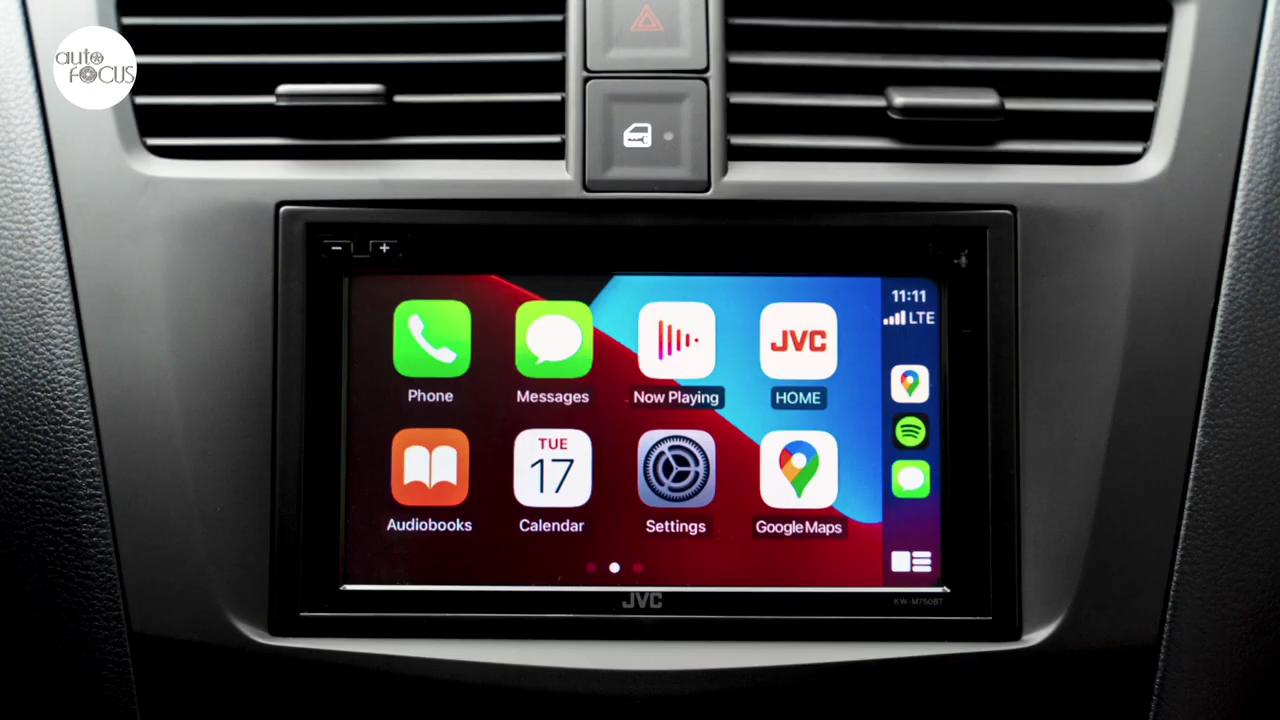 auto
FOCUS
− +
11:11
LTE
Phone
Messages
Now Playing
JVC
HOME
TUE
17
Audiobooks
Calendar
Settings
Google Maps
JVC
KW-M750BT